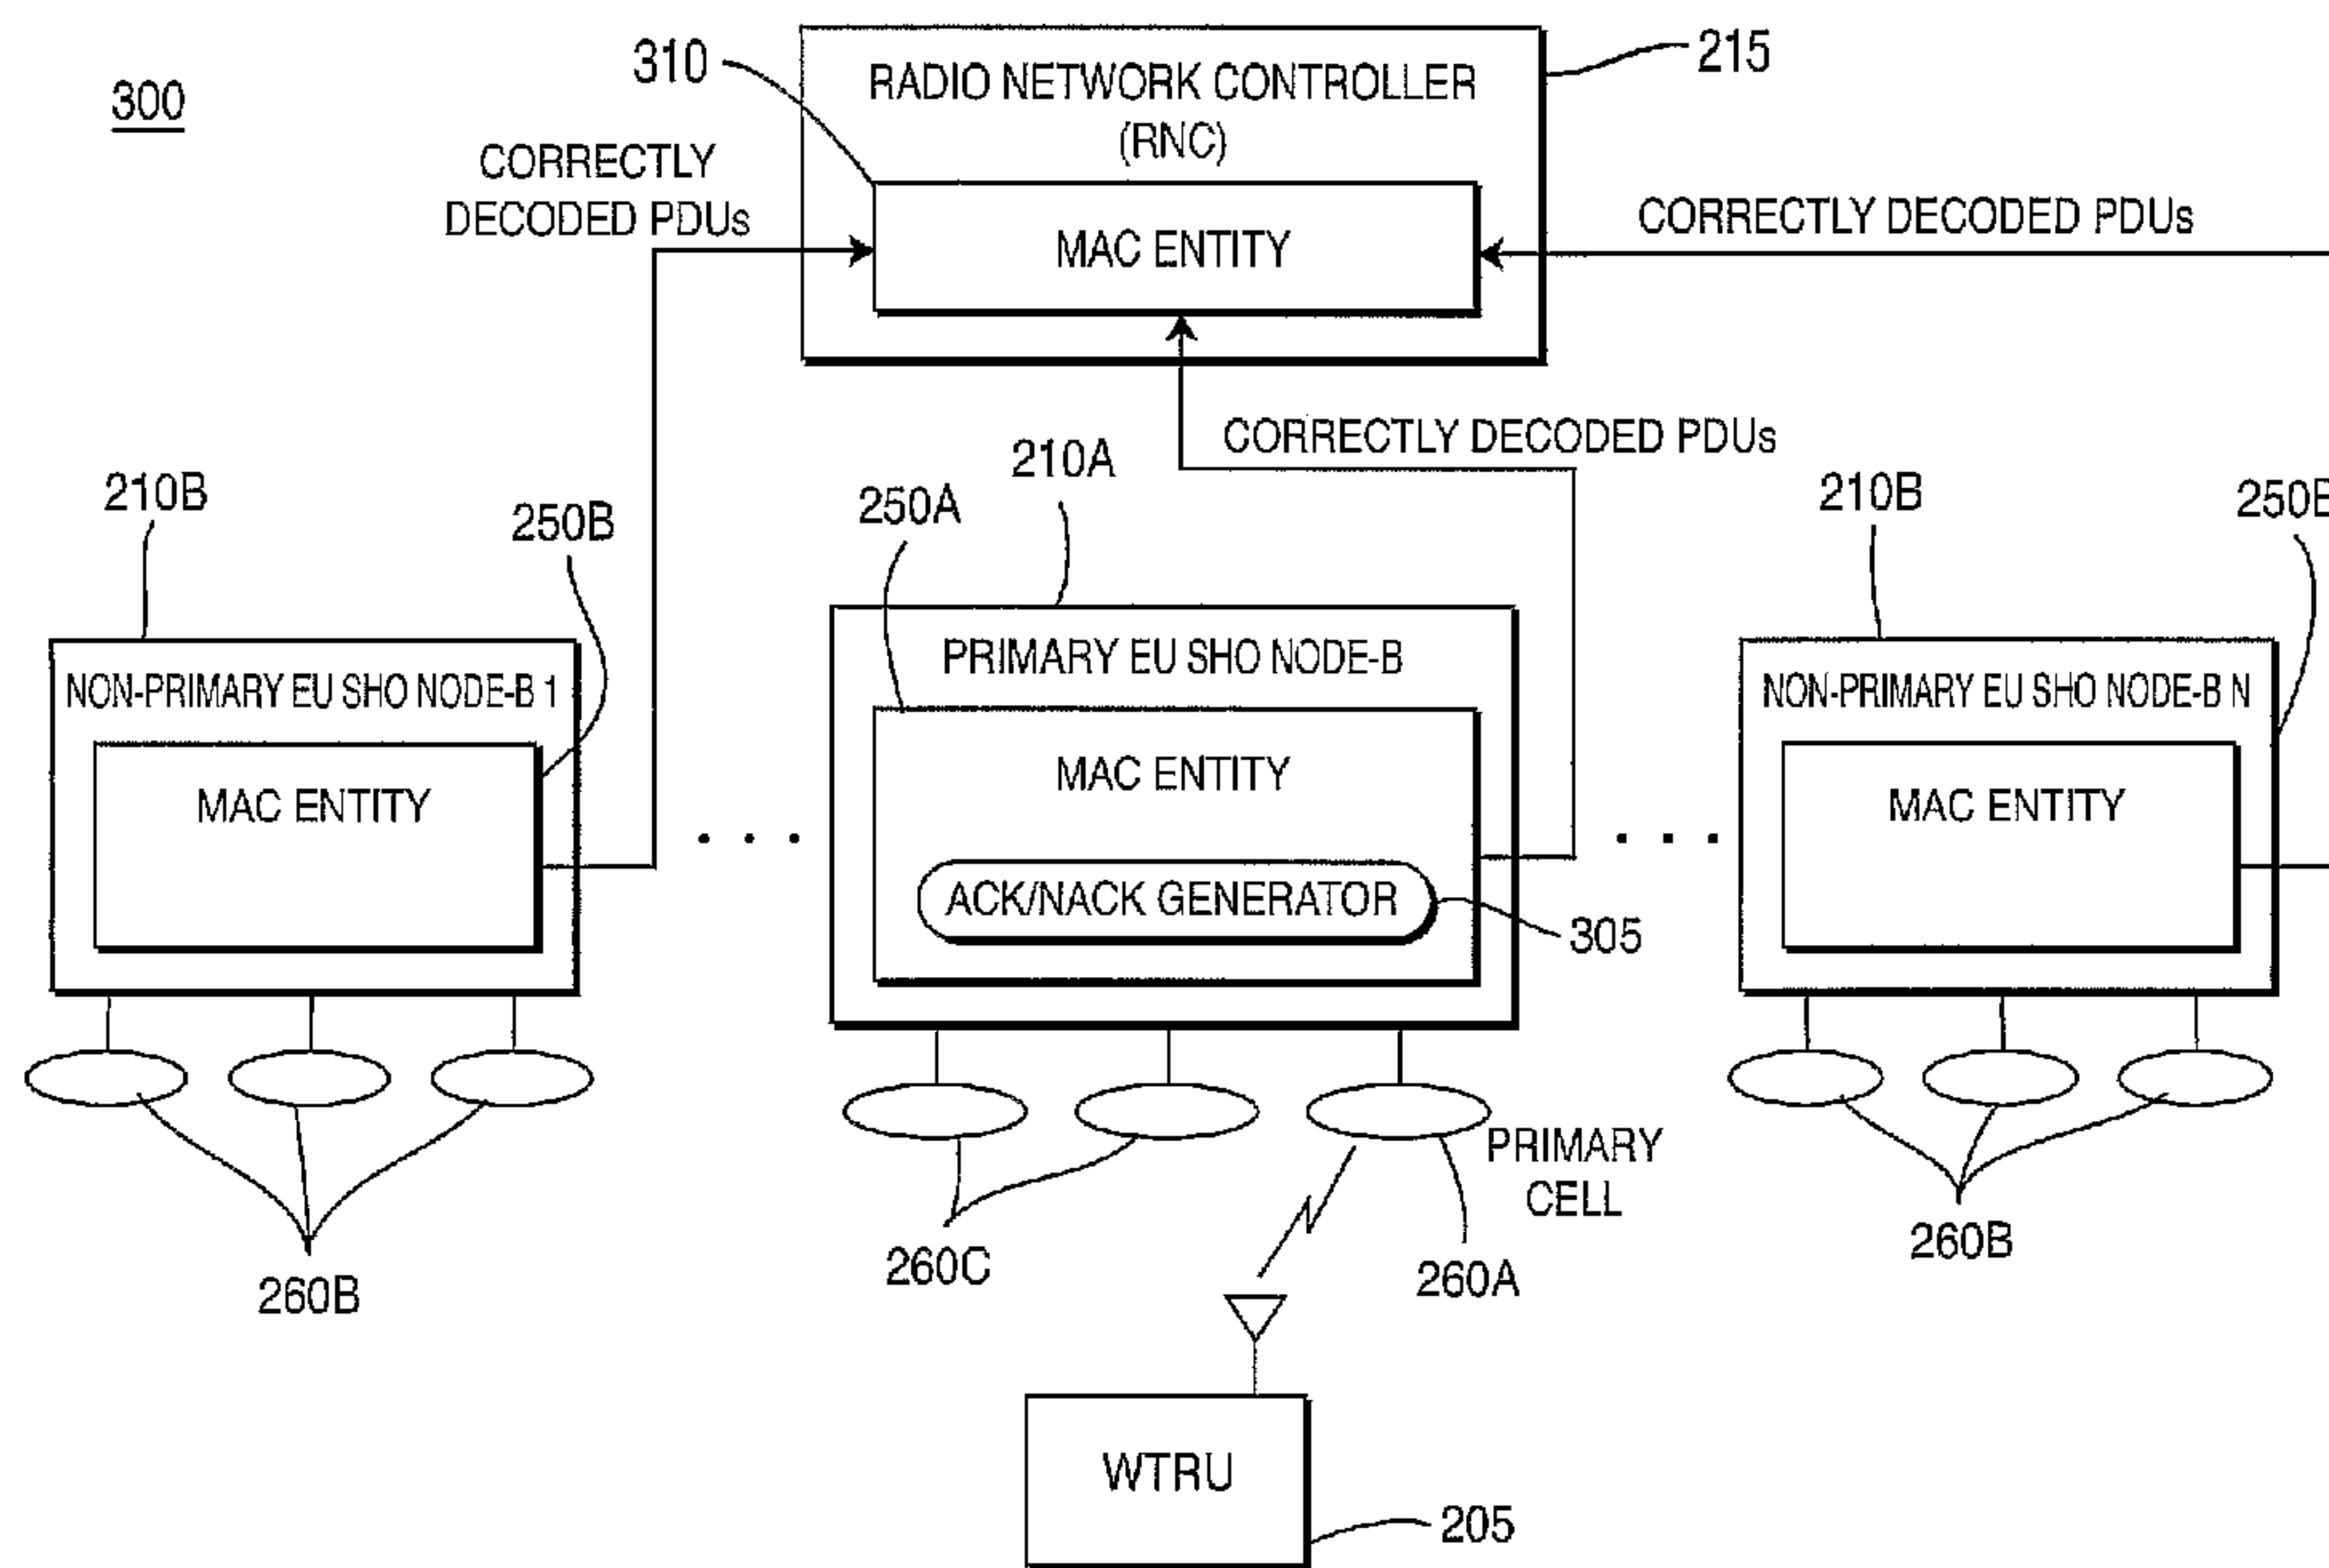 300
310
RADIO NETWORK CONTROLLER
(RNC)
215
CORRECTLY
DECODED PDUs
MAC ENTITY
CORRECTLY DECODED PDUs
CORRECTLY DECODED PDUs
210B
250B
250A
210A
210B
250B
NON-PRIMARY EU SHO NODE-B 1
MAC ENTITY
PRIMARY EU SHO NODE-B
MAC ENTITY
ACK/NACK GENERATOR
305
NON-PRIMARY EU SHO NODE-B N
MAC ENTITY
. . .
. . .
260B
260C
PRIMARY
CELL
260A
260B
WTRU
205